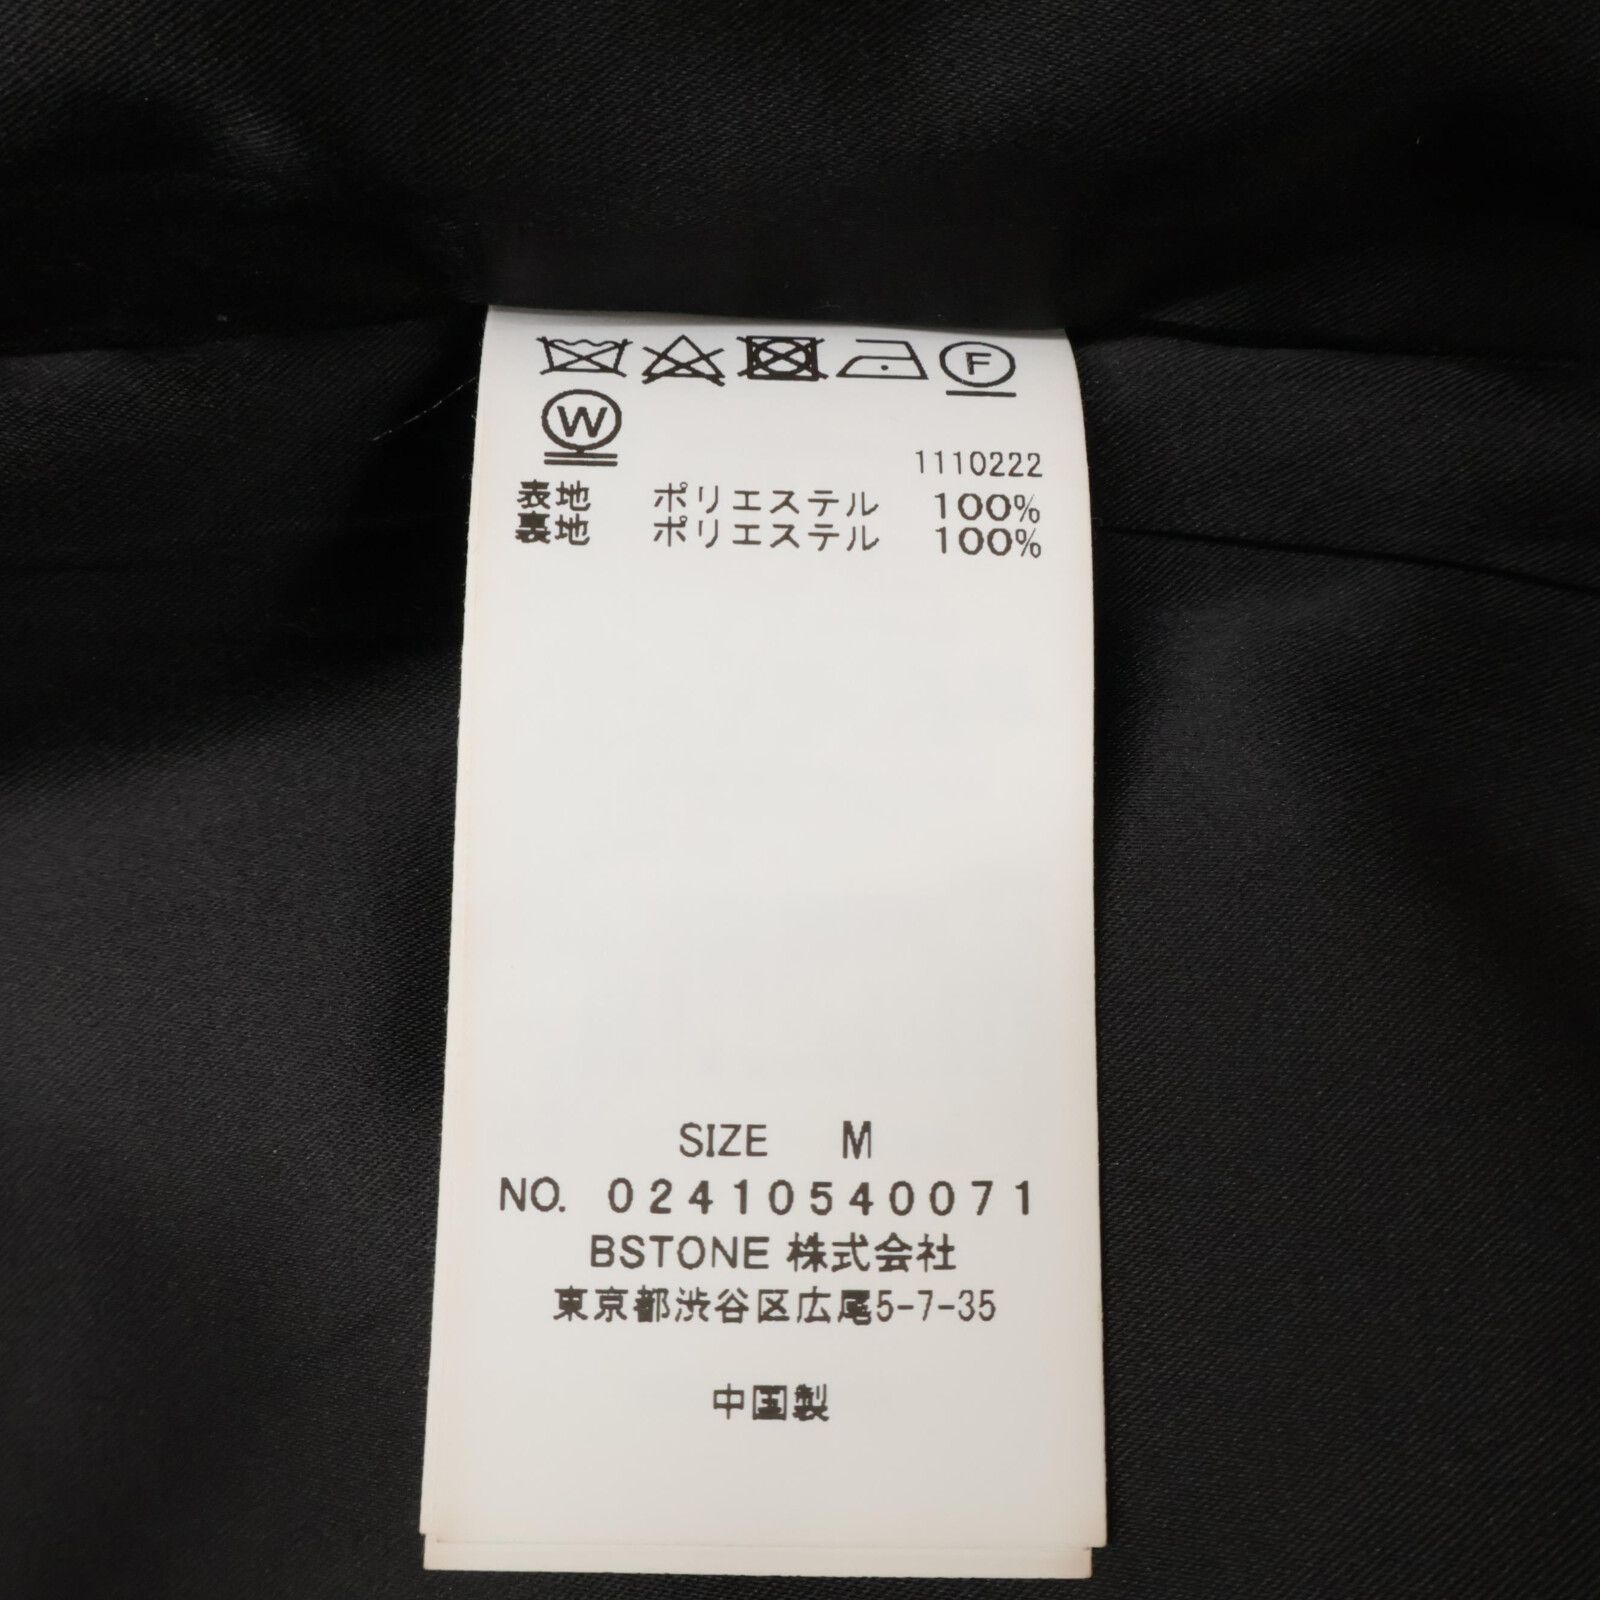 F
W
1110222
表地 ポリエステル 100%
裏地 ポリエステル 100%
SIZE M
NO. 02410540071
BSTONE 株式会社
東京都渋谷区広尾5-7-35
中国製